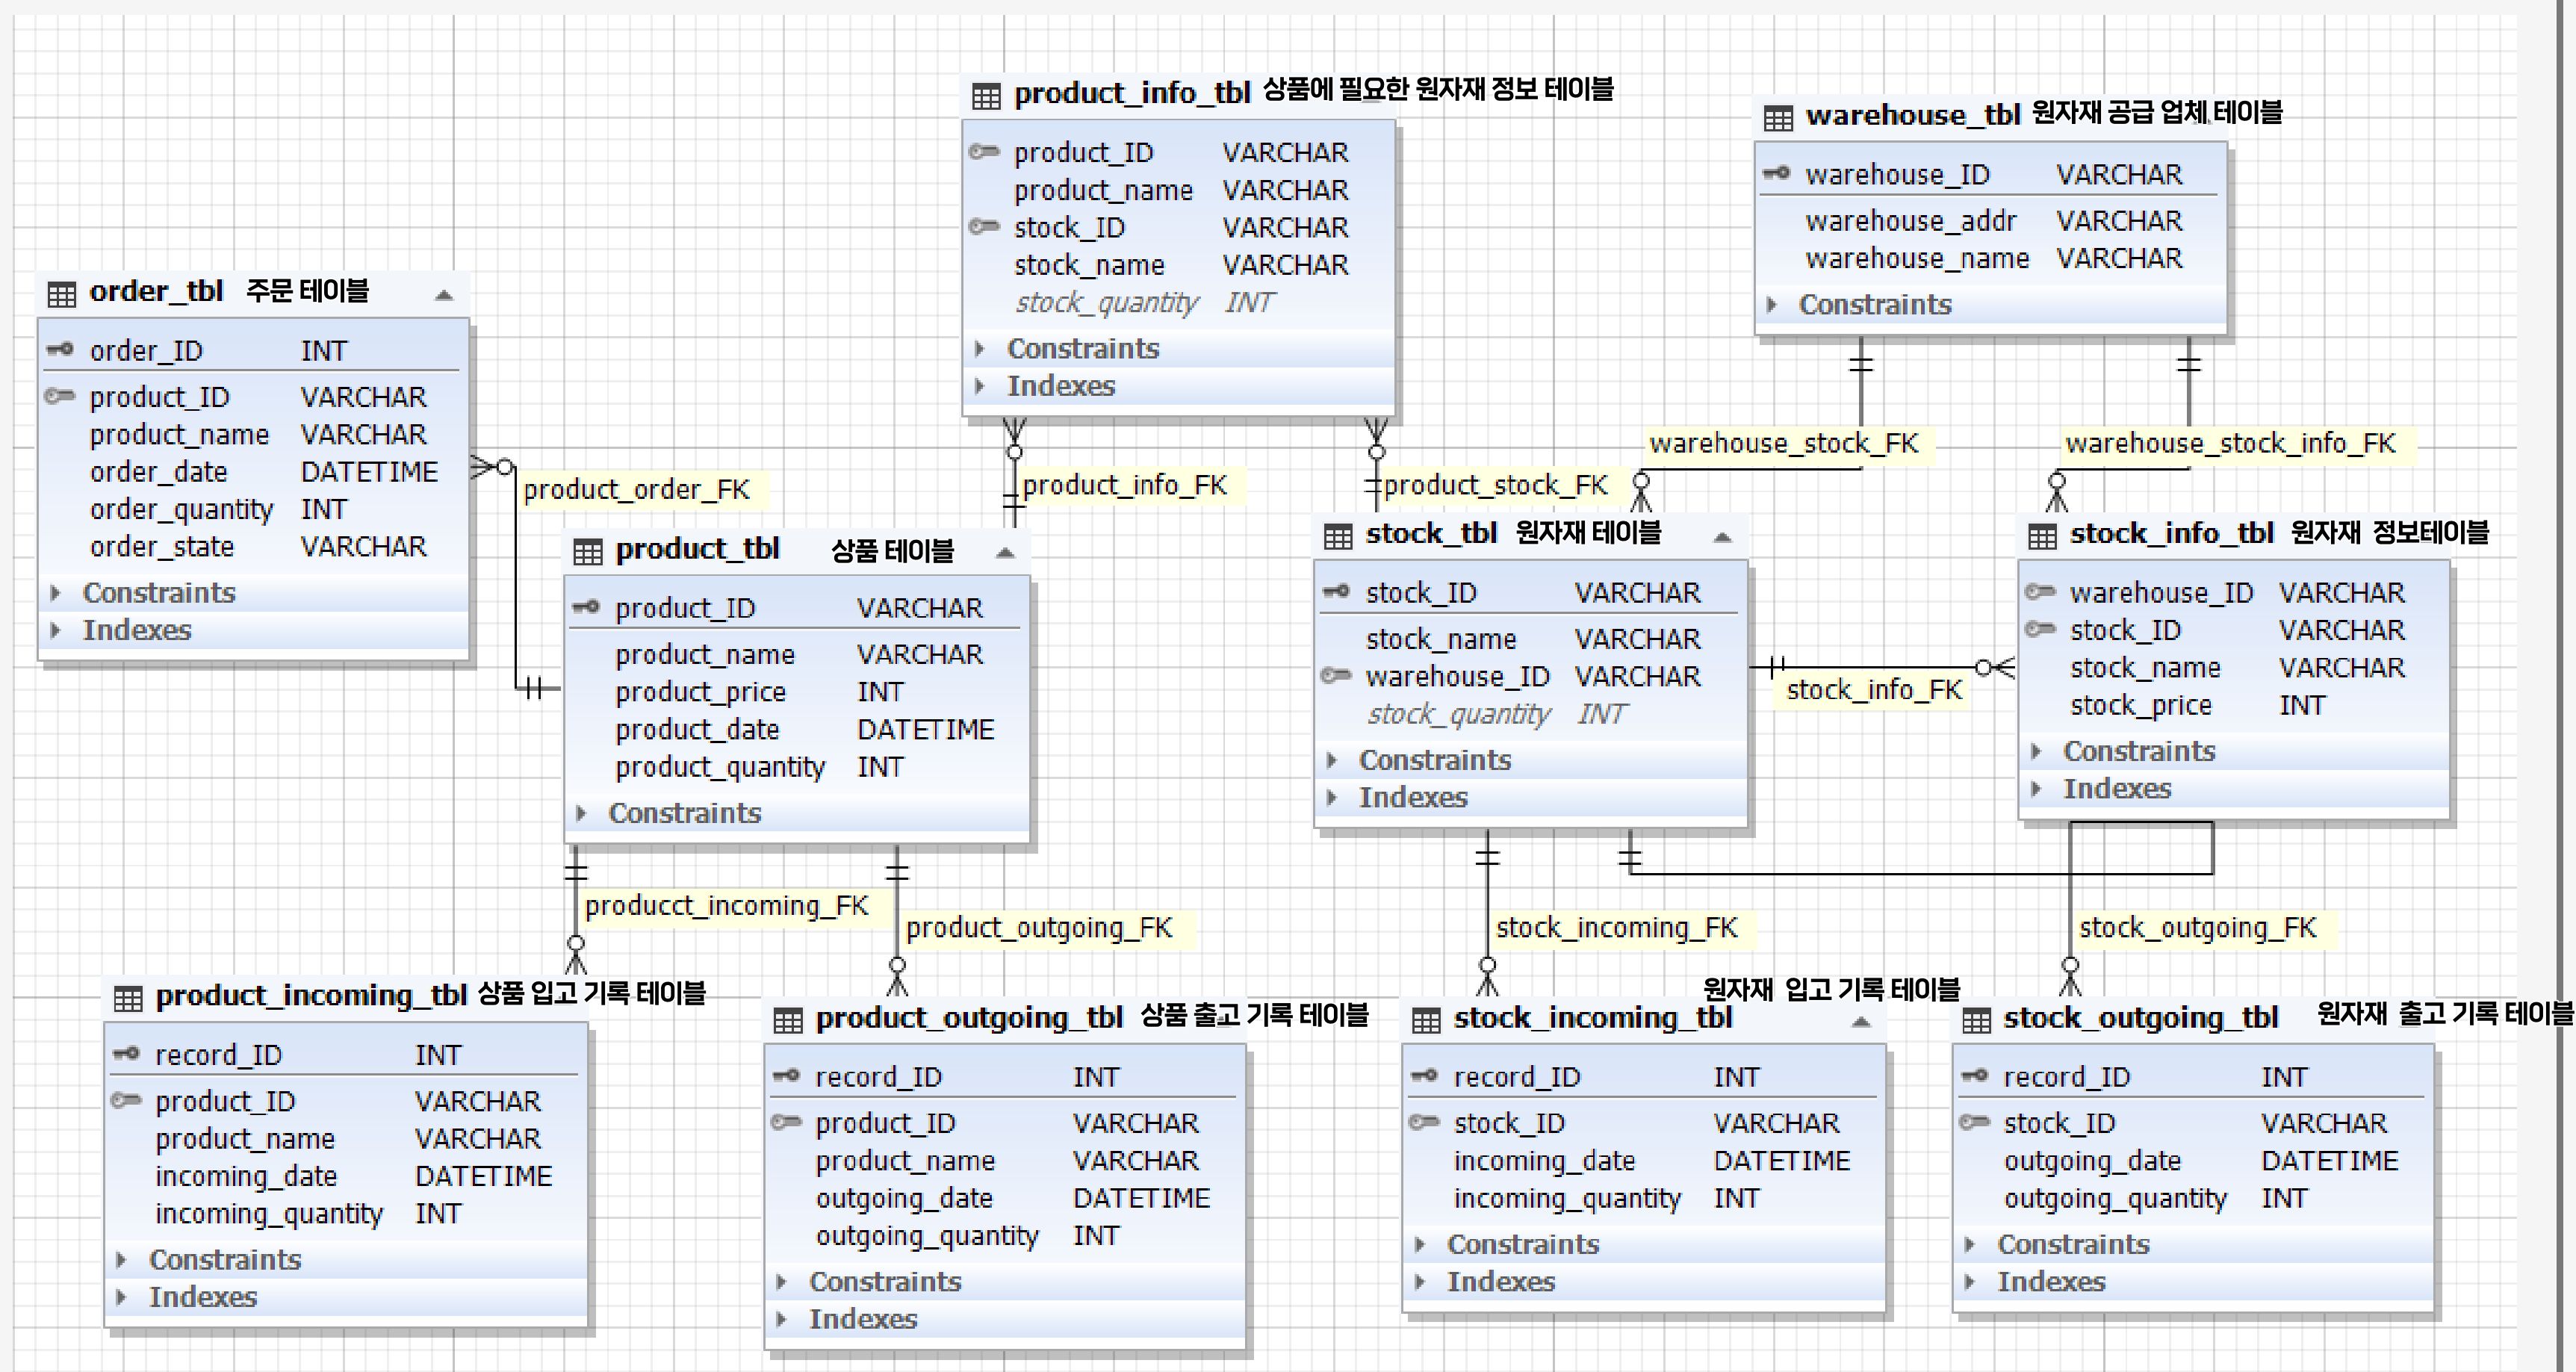 product_info_tbl 상품에 필요한 원자재 정보 테이블
product_ID VARCHAR
product_name VARCHAR
stock_ID VARCHAR
stock_name VARCHAR
stock_quantity INT
Constraints
Indexes
warehouse_tbl 원자재 공급 업체 테이블
warehouse_ID VARCHAR
warehouse_addr VARCHAR
warehouse_name VARCHAR
Constraints
order_tbl 주문 테이블
order_ID INT
product_ID VARCHAR
product_name VARCHAR
order_date DATETIME
order_quantity INT
order_state VARCHAR
Constraints
Indexes
product_order_FK
product_info_FK
product_stock_FK
warehouse_stock_FK
warehouse_stock_info_FK
product_tbl 상품 테이블
product_ID VARCHAR
product_name VARCHAR
product_price INT
product_date DATETIME
product_quantity INT
Constraints
stock_tbl 원자재 테이블
stock_ID VARCHAR
stock_name VARCHAR
warehouse_ID VARCHAR
stock_quantity INT
Constraints
Indexes
stock_info_FK
stock_info_tbl 원자재 정보테이블
warehouse_ID VARCHAR
stock_ID VARCHAR
stock_name VARCHAR
stock_price INT
Constraints
Indexes
producct_incoming_FK
product_outgoing_FK
stock_incoming_FK
stock_outgoing_FK
product_incoming_tbl 상품 입고 기록 테이블
record_ID INT
product_ID VARCHAR
product_name VARCHAR
incoming_date DATETIME
incoming_quantity INT
Constraints
Indexes
product_outgoing_tbl 상품 출고 기록 테이블
record_ID INT
product_ID VARCHAR
product_name VARCHAR
outgoing_date DATETIME
outgoing_quantity INT
Constraints
Indexes
원자재 입고 기록 테이블
stock_incoming_tbl
record_ID INT
stock_ID VARCHAR
incoming_date DATETIME
incoming_quantity INT
Constraints
Indexes
stock_outgoing_tbl 원자재 출고 기록 테이블
record_ID INT
stock_ID VARCHAR
outgoing_date DATETIME
outgoing_quantity INT
Constraints
Indexes